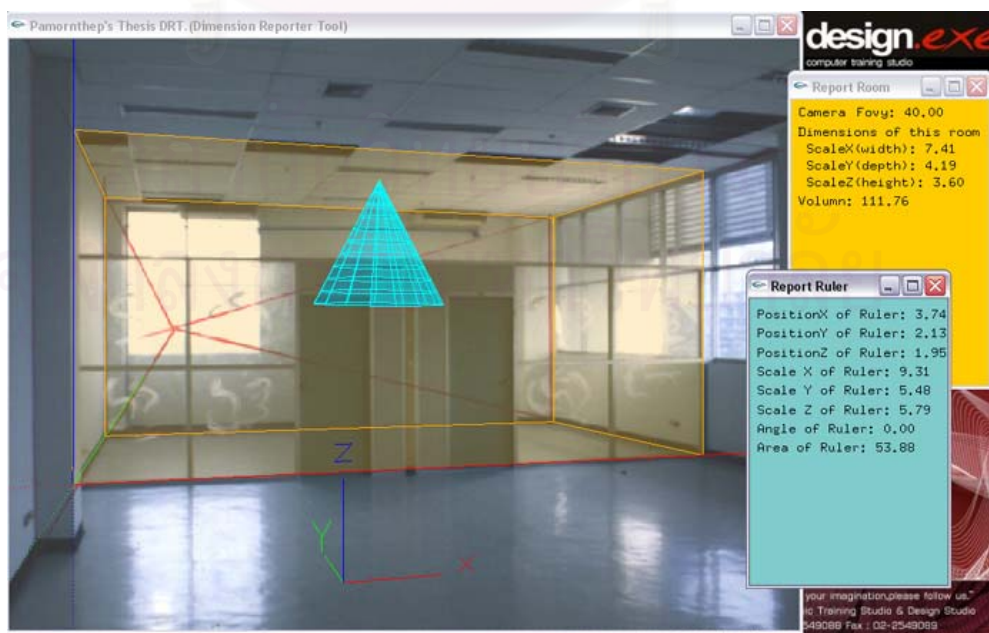 Pamornthep's Thesis DRT.(Dimension Reporter Tool)
design.exe
computer training studio
Report Room
Camera Fovy: 40.00
Dimensions of this room
ScaleX(width): 7.41
ScaleY(depth): 4.19
ScaleZ(height): 3.60
Volumn: 111.76
Report Ruler
PositionX of Ruler: 3.74
PositionY of Ruler: 2.13
PositionZ of Ruler: 1.95
Scale X of Ruler: 9.31
Scale Y of Ruler: 5.48
Scale Z of Ruler: 5.79
Angle of Ruler: 0.00
Area of Ruler: 53.88
Z
Y
X
your imagination,please follow us."
ic Training Studio & Design Studio
549088 Fax : 02-2549089